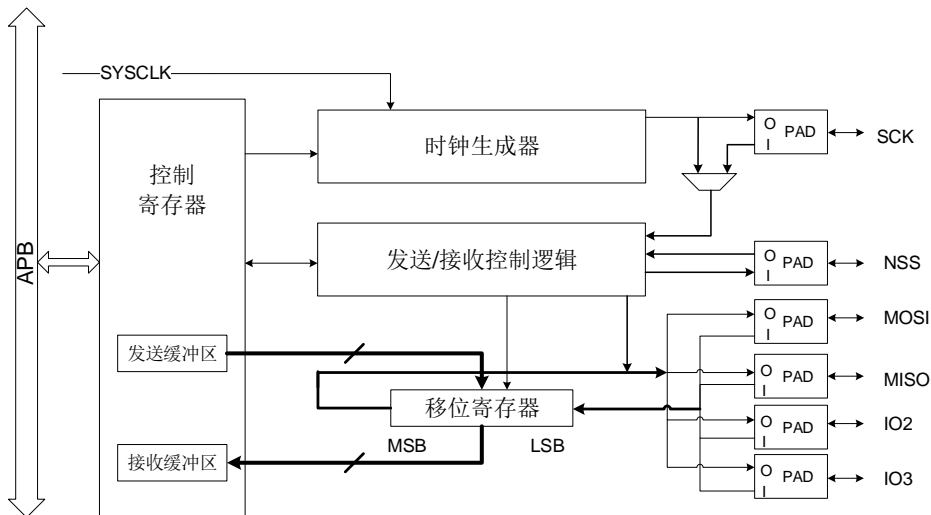 SYSCLK
时钟生成器
O
I
PAD
SCK
控制
寄存器
APB
发送/接收控制逻辑
O
I
PAD
NSS
O
I
PAD
MOSI
发送缓冲区
O
I
PAD
MISO
移位寄存器
MSB
LSB
O
I
PAD
IO2
接收缓冲区
O
I
PAD
IO3